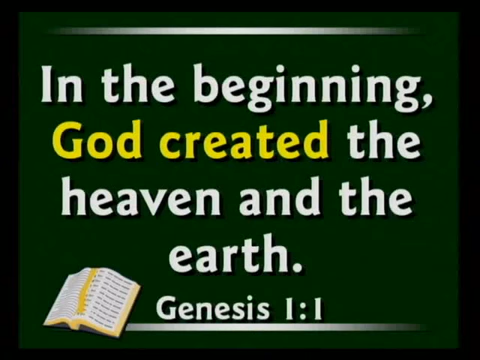 In the beginning,
God created the
heaven and the
earth.
Genesis 1:1